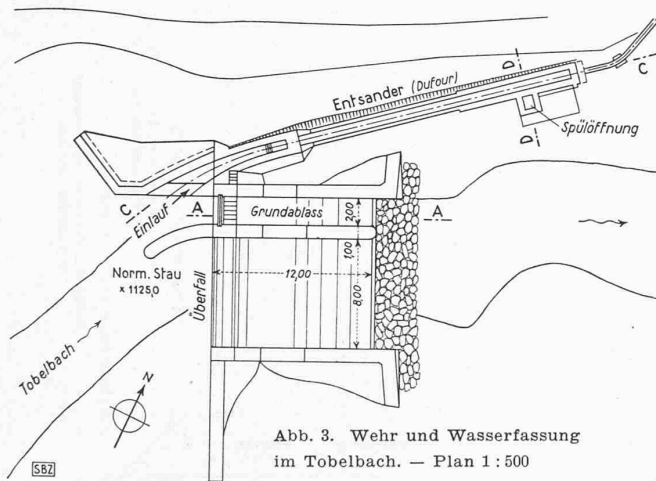 D
C
Entsander (Dufour)
Spülöffnung
D
C
Einlauf
A
Grundablass
2,00
A
1,00
Norm. Stau
× 1125,0
12,00
8,00
Überfall
Tobelbach
N
Abb. 3. Wehr und Wasserfassung
im Tobelbach. — Plan 1 : 500
SBZ